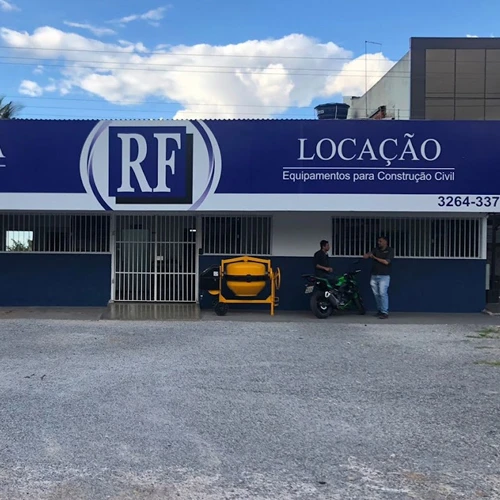 RF
LOCAÇÃO
Equipamentos para Construção Civil
3264-337